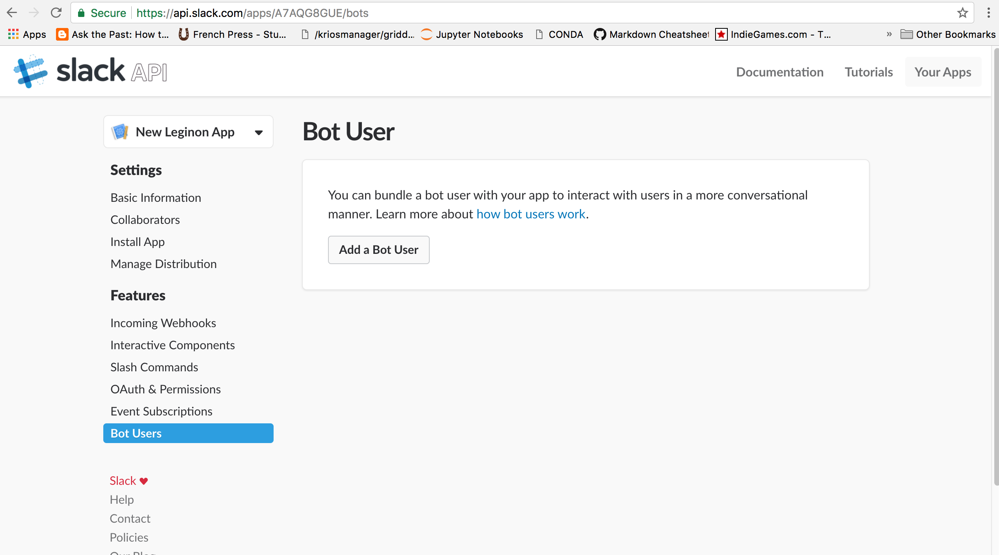 Secure https://api.slack.com/apps/A7AQG8GUE/bots
Apps Ask the Past: How t... French Press - Stu... /kriosmanager/gridd... Jupyter Notebooks CONDA Markdown Cheatsheet IndieGames.com - T... » Other Bookmarks
slack API Documentation Tutorials Your Apps
New Leginon App
Settings
Basic Information
Collaborators
Install App
Manage Distribution
Features
Incoming Webhooks
Interactive Components
Slash Commands
OAuth & Permissions
Event Subscriptions
Bot Users
Slack ♥
Help
Contact
Policies
Our Blog
Bot User
You can bundle a bot user with your app to interact with users in a more conversational
manner. Learn more about how bot users work.
Add a Bot User